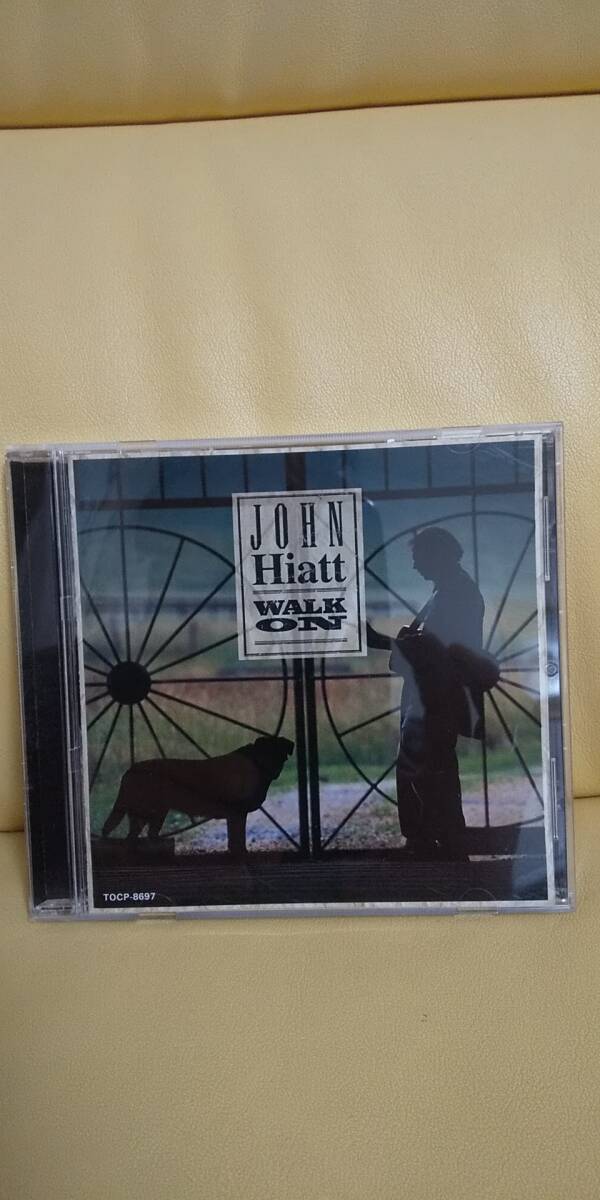 JOHN
Hiatt
WALK
ON
TOCP-8697